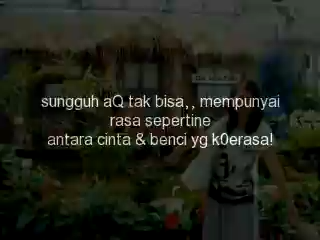 sungguh aQ tak bisa,, mempunyai
rasa sepertine
antara cinta & benci yg k0erasa!